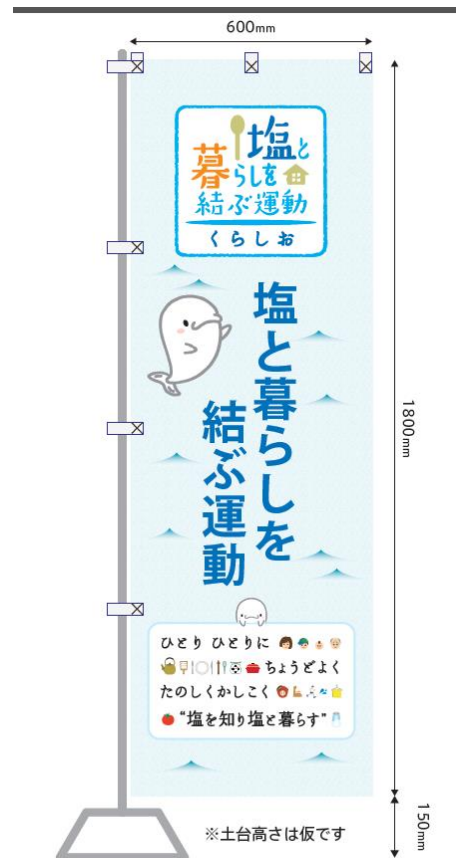 600mm
塩と
暮らしを
結ぶ運動
くらしお
塩と暮らしを
結ぶ運動
1800mm
ひとり ひとりに
ちょうどよく
たのしくかしこく
“塩を知り塩と暮らす”
150mm
※土台高さは仮です